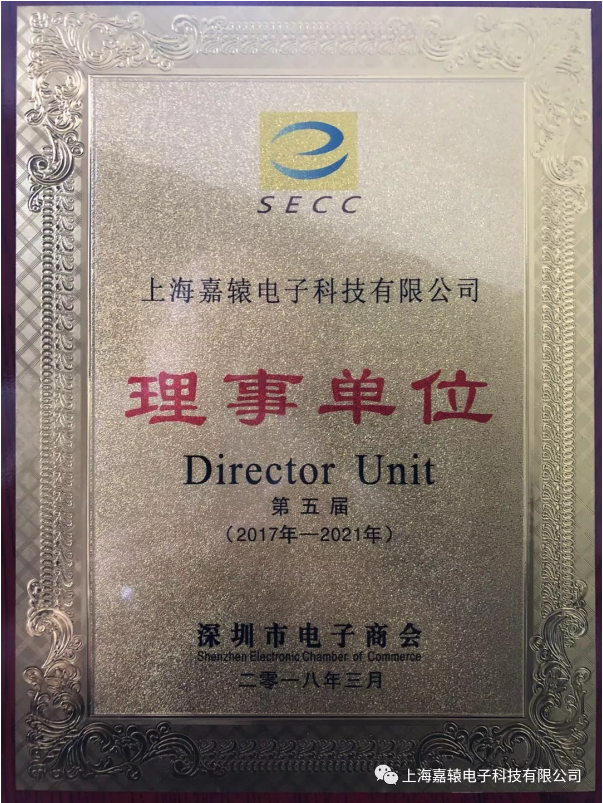 SECC
上海嘉辕电子科技有限公司
理事单位
Director Unit
第五届
(2017年—2021年)
深圳市电子商会
Shenzhen Electronic Chamber of Commerce
二零一八年三月
上海嘉辕电子科技有限公司